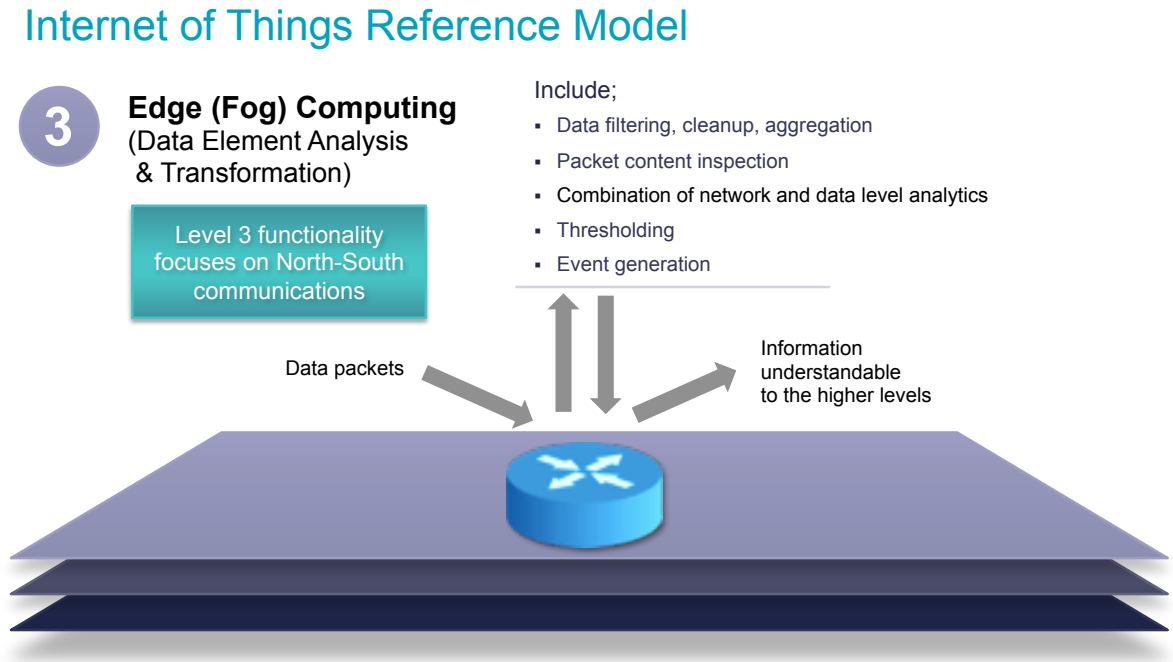 Internet of Things Reference Model
3
Edge (Fog) Computing
(Data Element Analysis
& Transformation)
Level 3 functionality
focuses on North-South
communications
Include;
▪ Data filtering, cleanup, aggregation
▪ Packet content inspection
▪ Combination of network and data level analytics
▪ Thresholding
▪ Event generation
Data packets
Information
understandable
to the higher levels